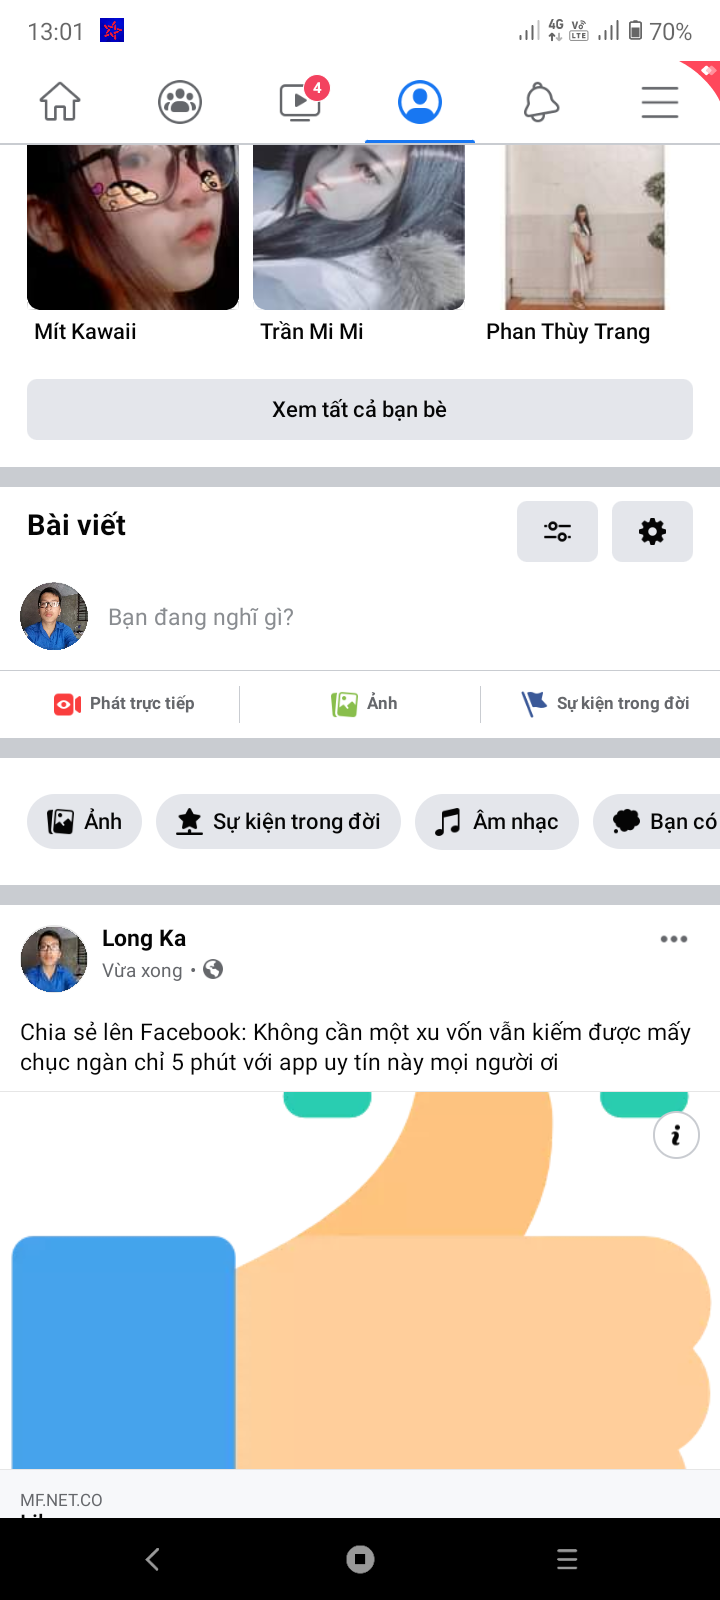 13:01
4G
Vo
LTE
70%
4
Mít Kawaii
Trần Mi Mi
Phan Thùy Trang
Xem tất cả bạn bè
Bài viết
Bạn đang nghĩ gì?
Phát trực tiếp
Ảnh
Sự kiện trong đời
Ảnh
Sự kiện trong đời
Âm nhạc
Bạn có
Long Ka
Vừa xong •
Chia sẻ lên Facebook: Không cần một xu vốn vẫn kiếm được mấy
chục ngàn chỉ 5 phút với app uy tín này mọi người ơi
i
MF.NET.CO